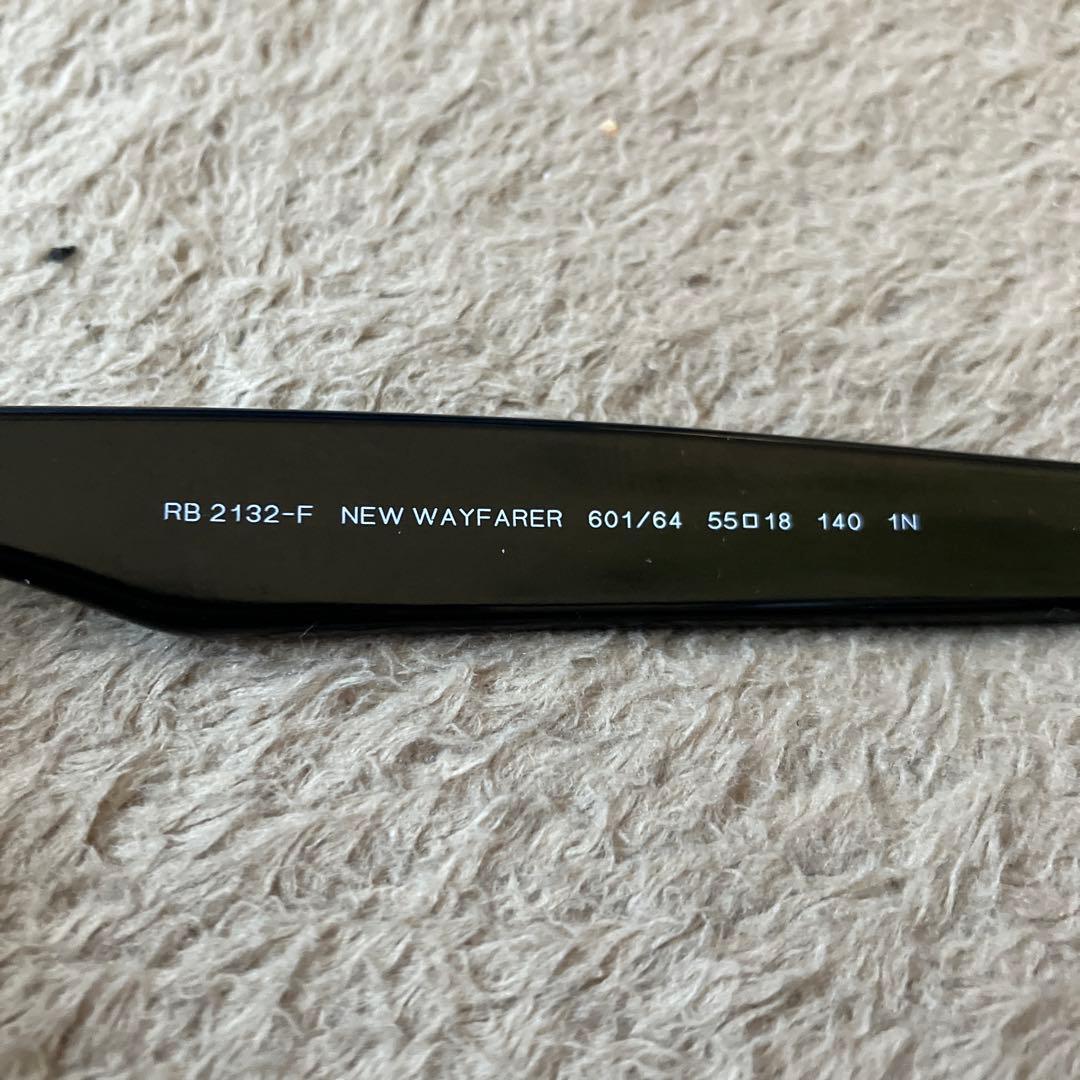 RB 2132-F NEW WAYFARER 601/64 55□18 140 1N